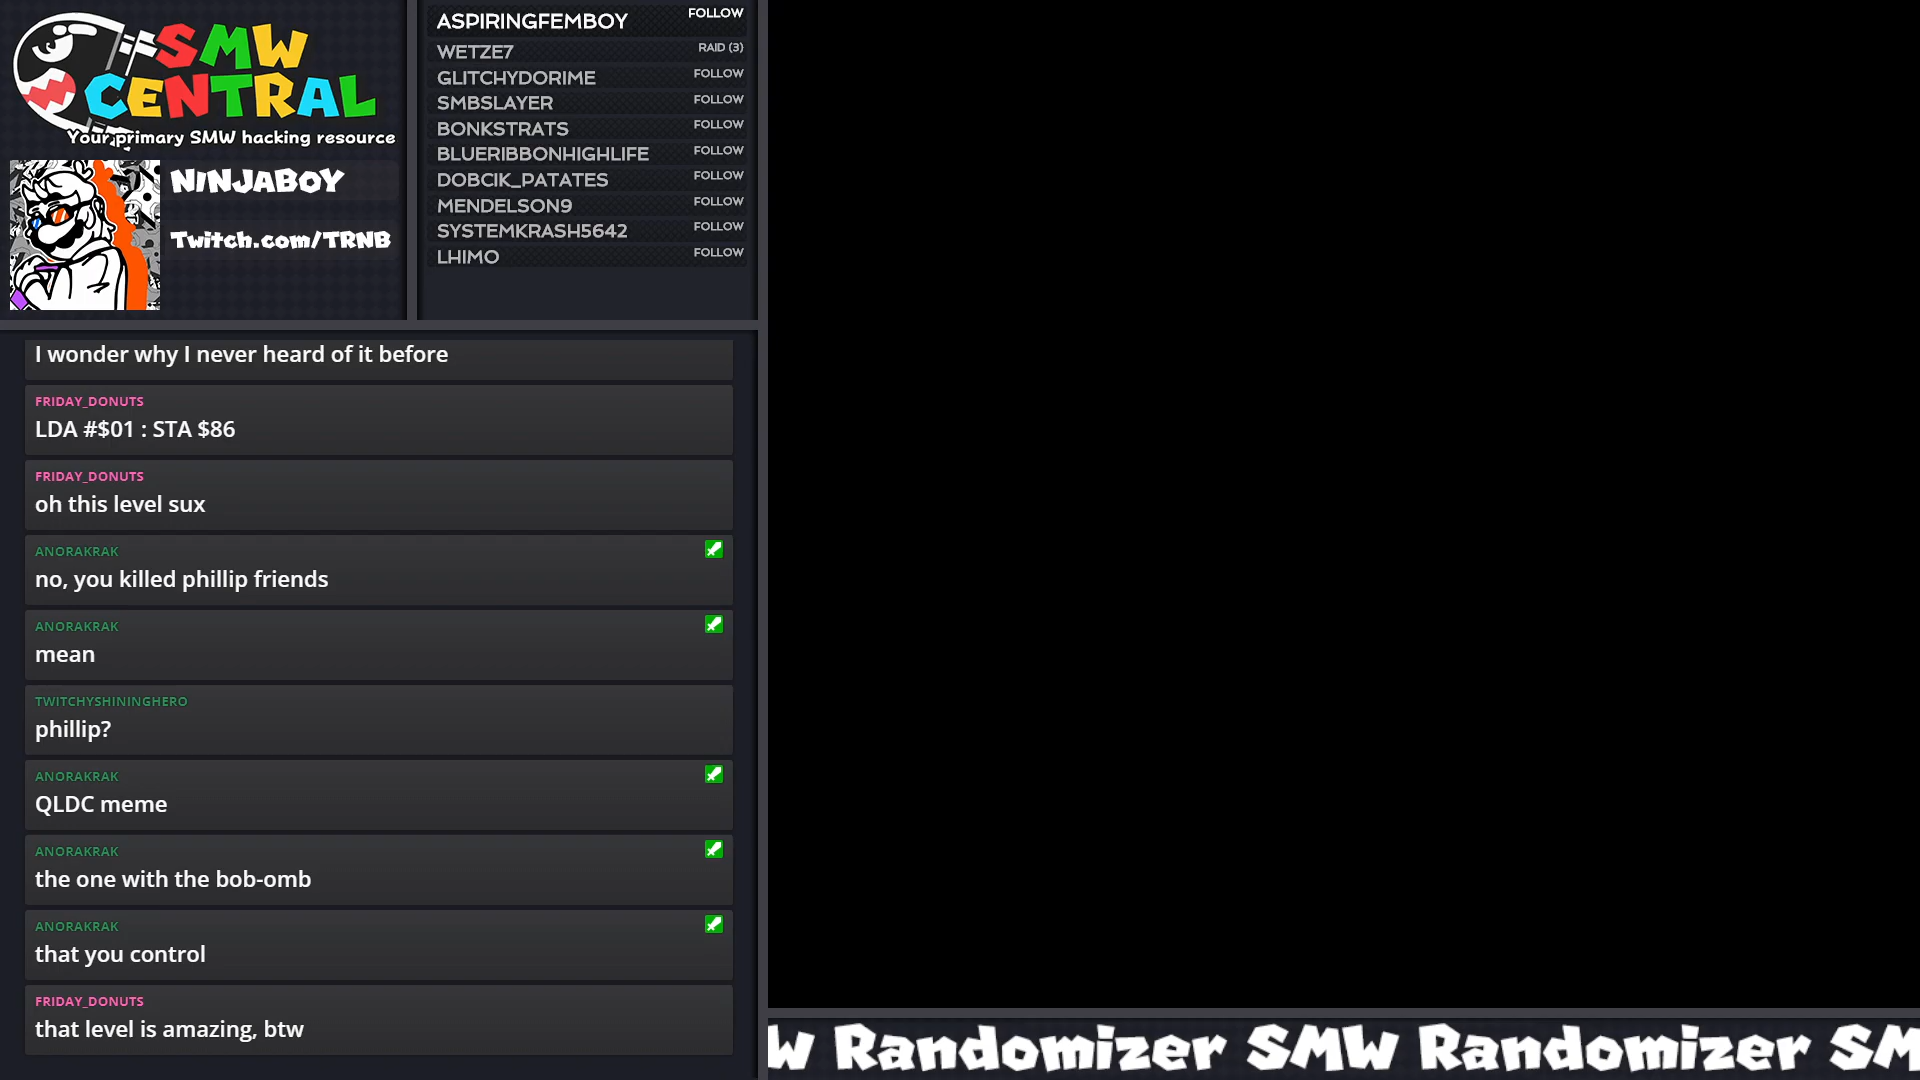 SMW
CENTRAL
Your primary SMW hacking resource
NINJABOY
Twitch.com/TRNB
ASPIRINGFEMBOY FOLLOW
WETZE7 RAID (3)
GLITCHYDORIME FOLLOW
SMBSLAYER FOLLOW
BONKSTRATS FOLLOW
BLUERIBBONHIGHLIFE FOLLOW
DOBCIK_PATATES FOLLOW
MENDELSON9 FOLLOW
SYSTEMKRASH5642 FOLLOW
LHIMO FOLLOW
I wonder why I never heard of it before
FRIDAY_DONUTS
LDA #$01 : STA $86
FRIDAY_DONUTS
oh this level sux
ANORAKRAK
no, you killed phillip friends
ANORAKRAK
mean
TWITCHYSHININGHERO
phillip?
ANORAKRAK
QLDC meme
ANORAKRAK
the one with the bob-omb
ANORAKRAK
that you control
FRIDAY_DONUTS
that level is amazing, btw
W Randomizer SMW Randomizer SM